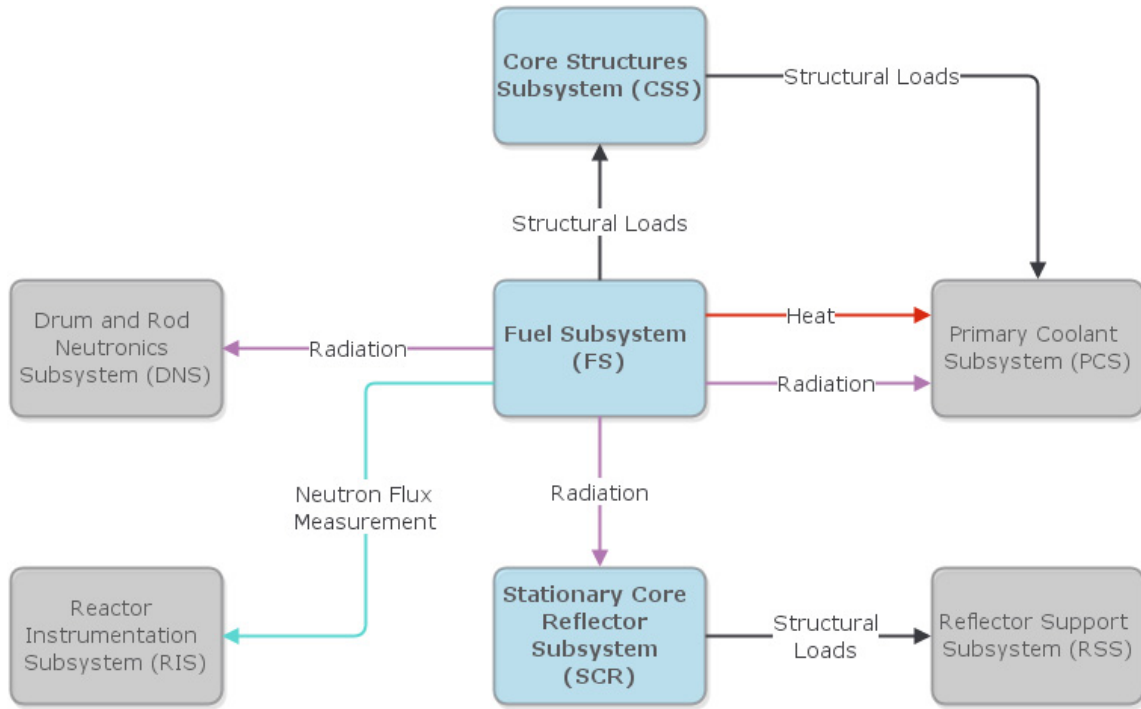 Core Structures
Subsystem (CSS)
Structural Loads
Structural Loads
Drum and Rod
Neutronics
Subsystem (DNS)
Radiation
Fuel Subsystem
(FS)
Heat
Radiation
Primary Coolant
Subsystem (PCS)
Neutron Flux
Measurement
Radiation
Reactor
Instrumentation
Subsystem (RIS)
Stationary Core
Reflector
Subsystem
(SCR)
Structural
Loads
Reflector Support
Subsystem (RSS)